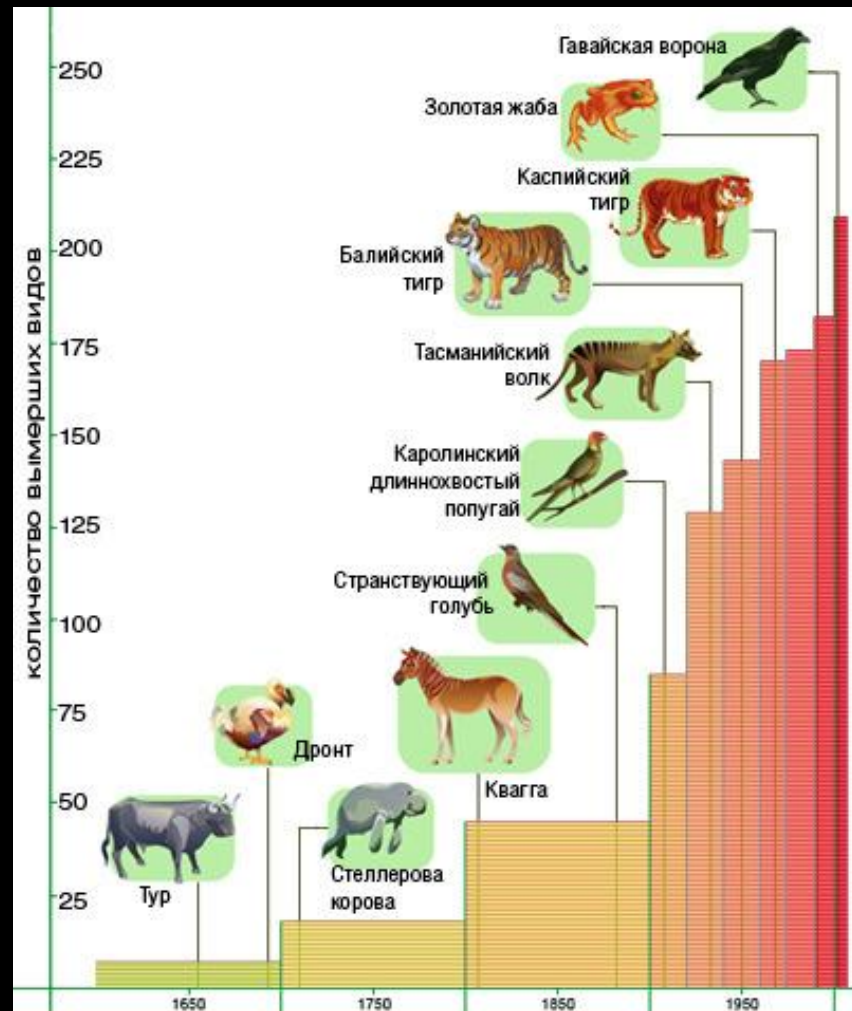 количество вымерших видов
250
225
200
175
150
125
100
75
50
25
Гавайская ворона
Золотая жаба
Каспийский
тигр
Балийский
тигр
Тасманийский
волк
Каролинский
длиннохвостый
попугай
Странствующий
голубь
Дронт
Квагга
Тур
Стеллерова
корова
1650
1750
1850
1950